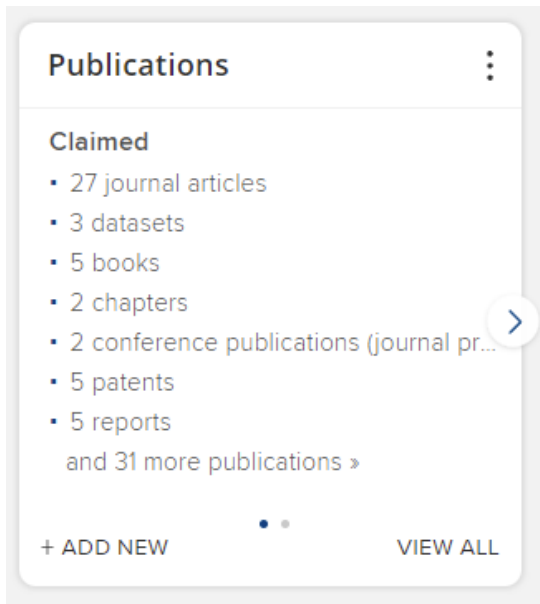 Publications
Claimed
27 journal articles
3 datasets
5 books
2 chapters
2 conference publications (journal pr...
5 patents
5 reports
and 31 more publications »
+ ADD NEW
VIEW ALL